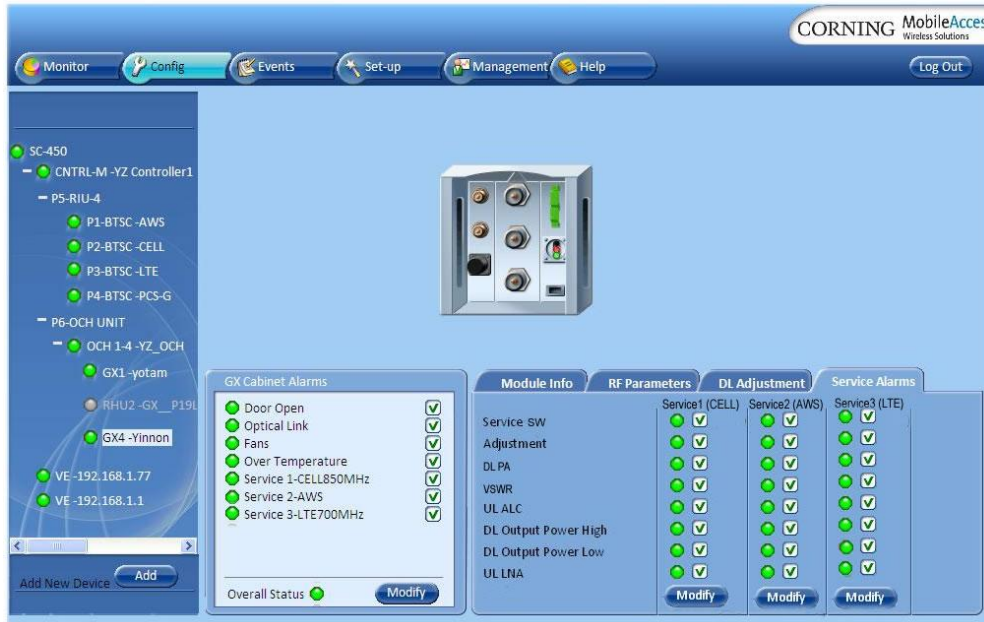 CORNING MobileAcces
Wireless Solutions
Monitor
Config
Events
Set-up
Management
Help
Log Out
SC-450
CNTRL-M -YZ Controller1
P5-RIU-4
P1-BTSC -AWS
P2-BTSC -CELL
P3-BTSC -LTE
P4-BTSC -PCS-G
P6-OCH UNIT
OCH 1-4 -YZ_OCH
GX1 -yotam
RHU2 -GX__P19L
GX4 -Yinnon
VE -192.168.1.77
VE -192.168.1.1
Add New Device
Add
GX Cabinet Alarms
Door Open
Optical Link
Fans
Over Temperature
Service 1-CELL850MHz
Service 2-AWS
Service 3-LTE700MHz
Overall Status
Modify
Module Info
RF Parameters
DL Adjustment
Service Alarms
Service1 (CELL)
Service2 (AWS)
Service3 (LTE)
Service SW
Adjustment
DL PA
VSWR
UL ALC
DL Output Power High
DL Output Power Low
UL LNA
Modify
Modify
Modify